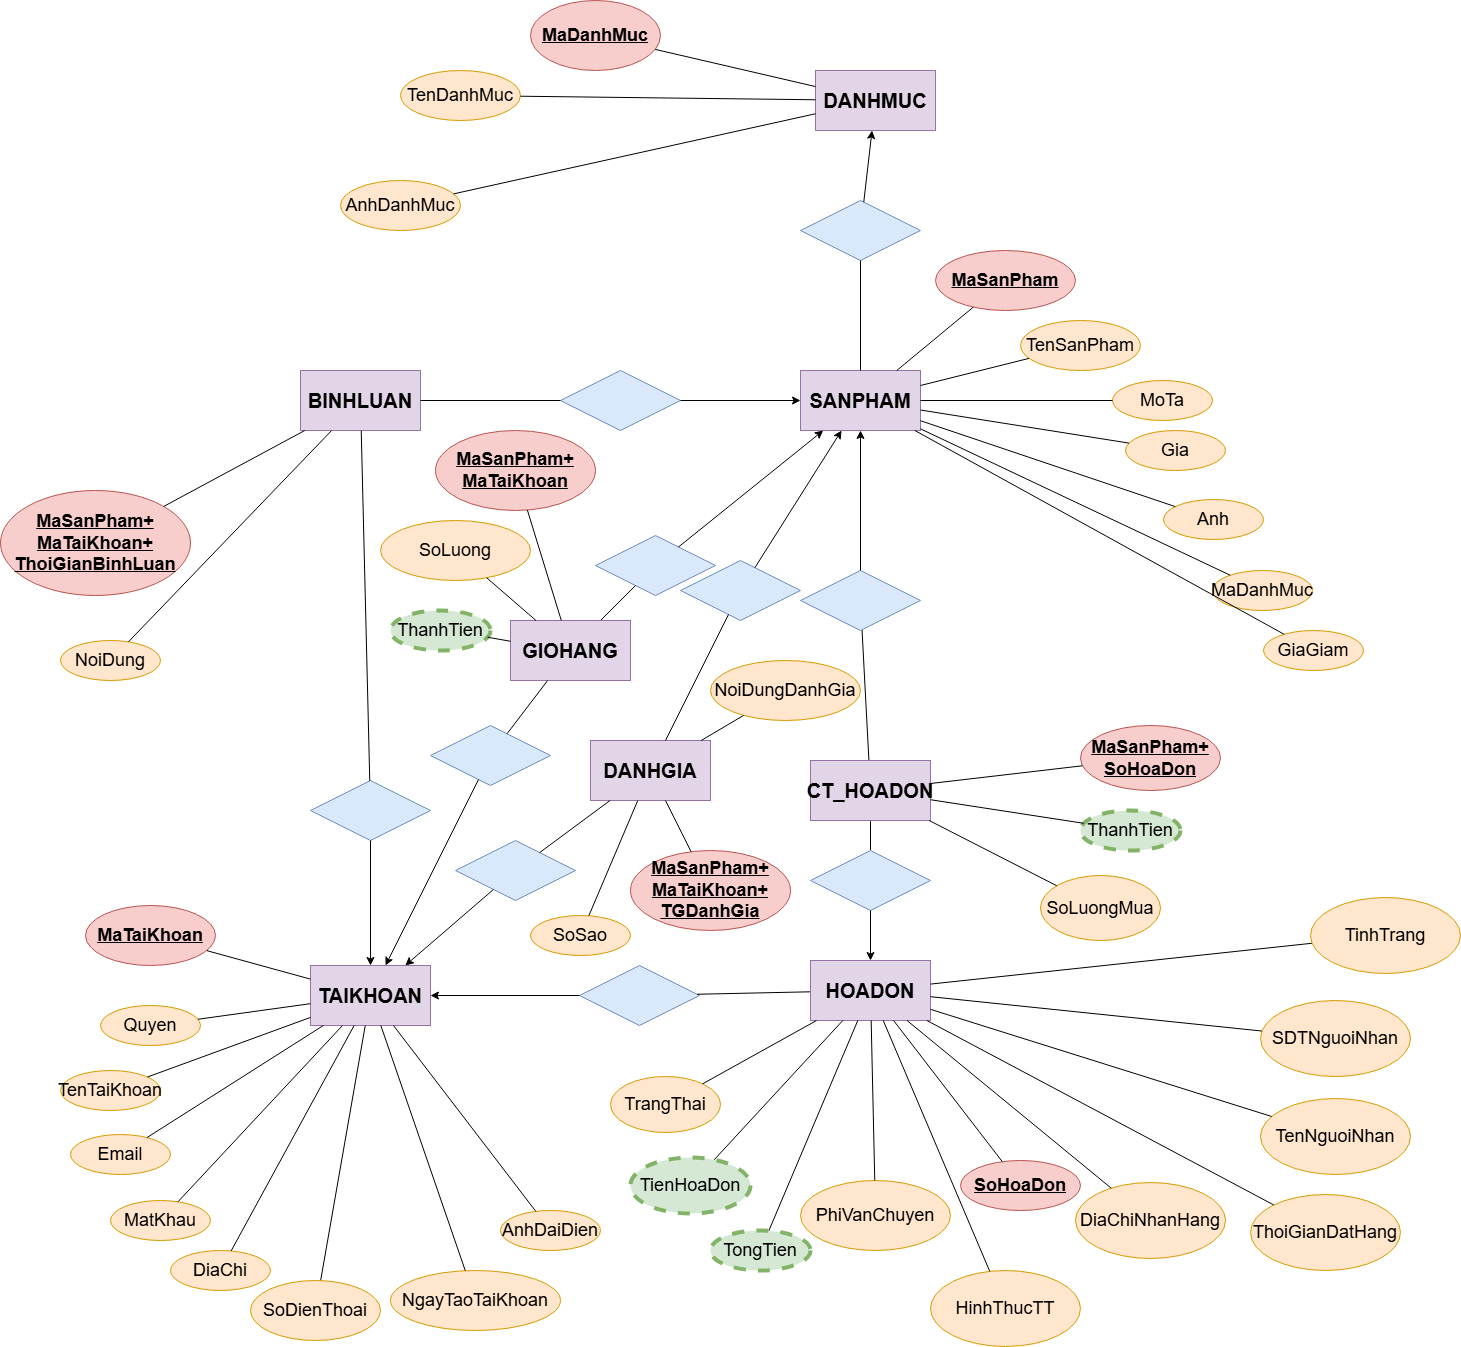 MaDanhMuc
TenDanhMuc
DANHMUC
AnhDanhMuc
MaSanPham
TenSanPham
BINHLUAN
SANPHAM
MoTa
Gia
MaSanPham+
MaTaiKhoan
Anh
MaSanPham+
MaTaiKhoan+
ThoiGianBinhLuan
SoLuong
MaDanhMuc
ThanhTien
GIOHANG
GiaGiam
NoiDung
NoiDungDanhGia
DANHGIA
CT_HOADON
MaSanPham+
SoHoaDon
ThanhTien
MaSanPham+
MaTaiKhoan+
TGDanhGia
SoLuongMua
SoSao
MaTaiKhoan
TinhTrang
TAIKHOAN
HOADON
Quyen
SDTNguoiNhan
TenTaiKhoan
TrangThai
TenNguoiNhan
Email
TienHoaDon
SoHoaDon
MatKhau
AnhDaiDien
PhiVanChuyen
DiaChiNhanHang
ThoiGianDatHang
TongTien
DiaChi
SoDienThoai
NgayTaoTaiKhoan
HinhThucTT